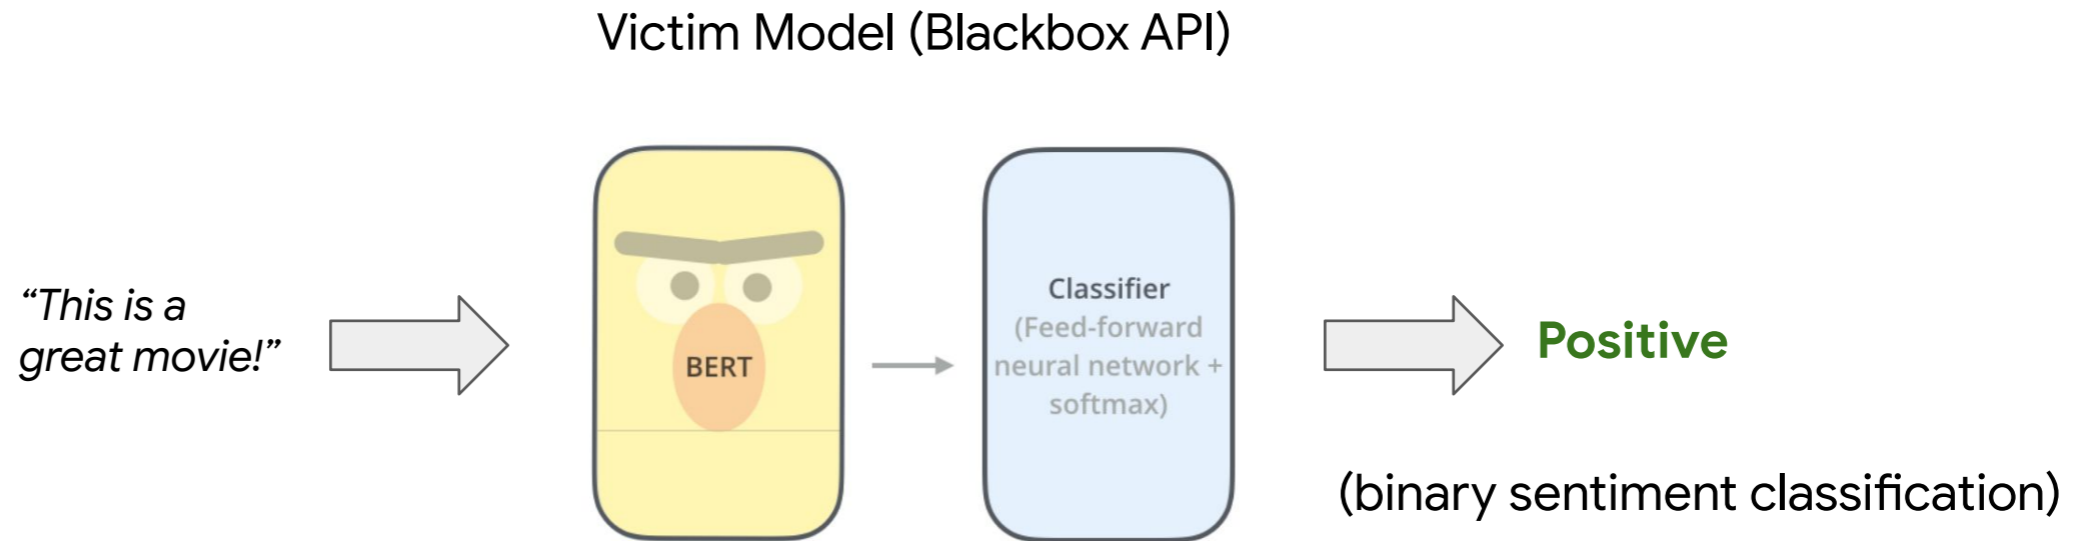 Victim Model (Blackbox API)
“This is a
great movie!”
BERT
Classifier
(Feed-forward
neural network +
softmax)
Positive
(binary sentiment classification)